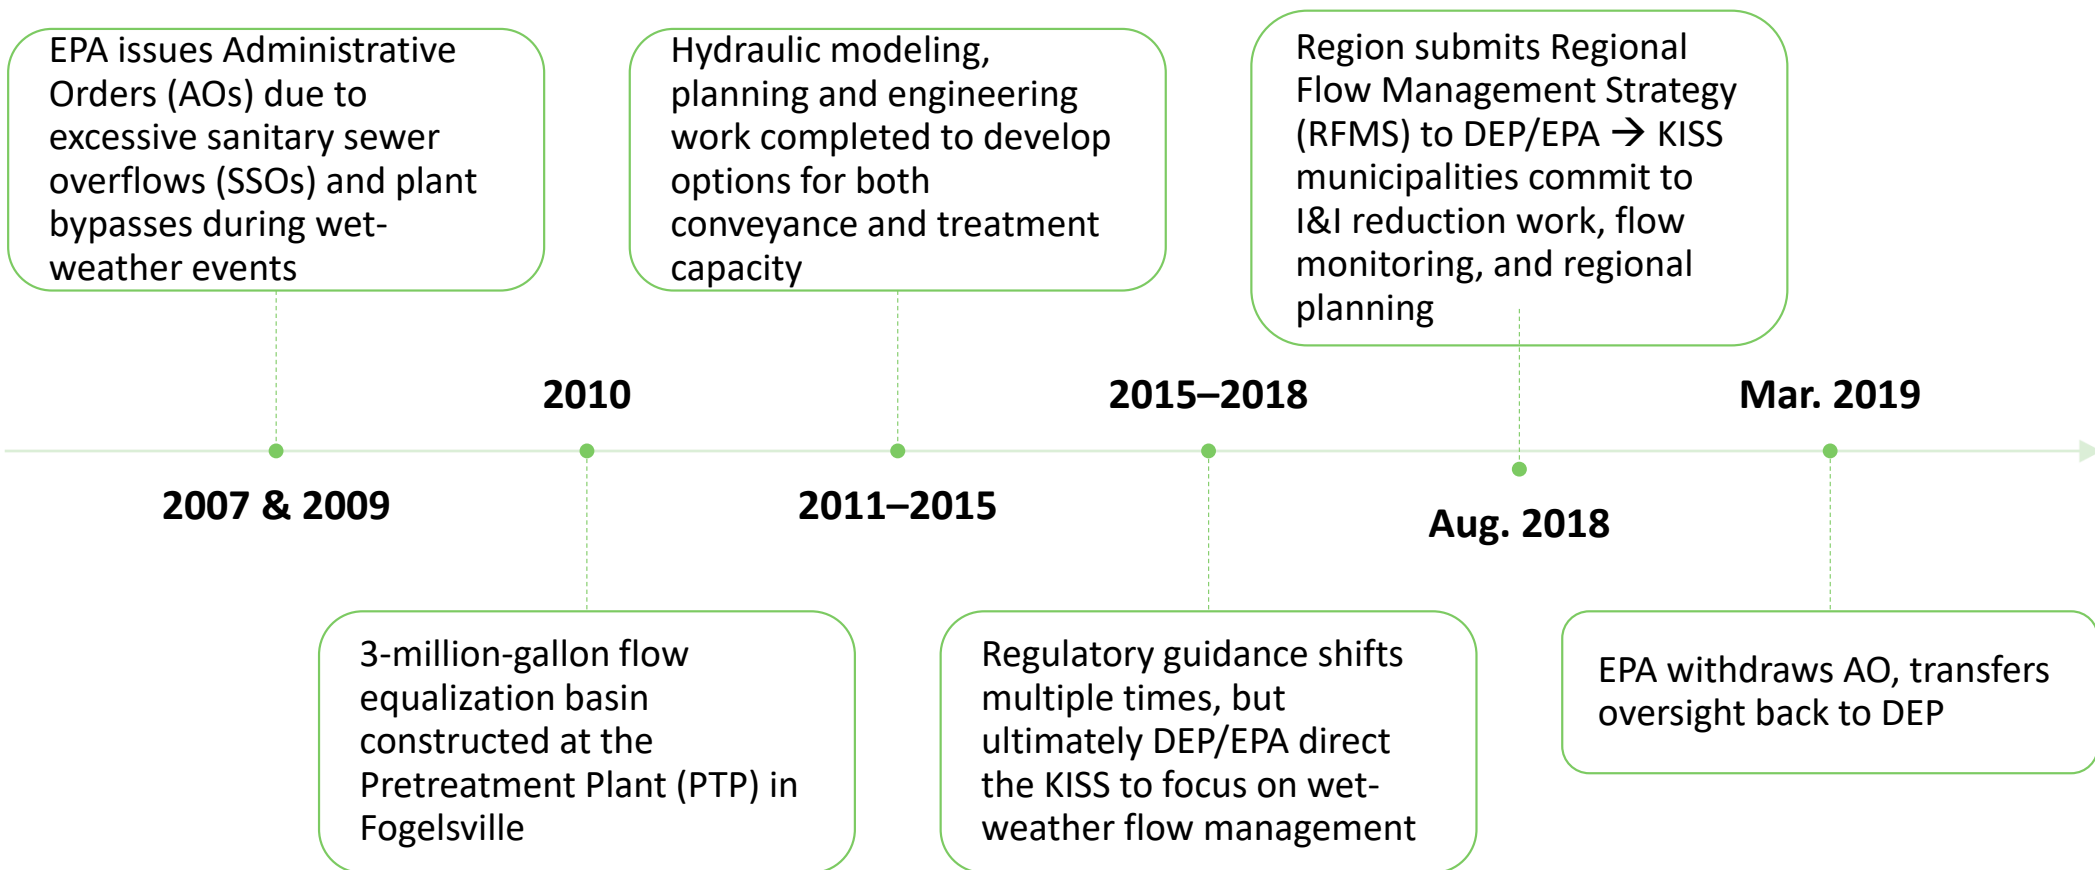 EPA issues Administrative
Orders (AOs) due to
excessive sanitary sewer
overflows (SSOs) and plant
bypasses during wet-
weather events
2007 & 2009
2010
3-million-gallon flow
equalization basin
constructed at the
Pretreatment Plant (PTP) in
Fogelsville
Hydraulic modeling,
planning and engineering
work completed to develop
options for both
conveyance and treatment
capacity
2011–2015
2015–2018
Regulatory guidance shifts
multiple times, but
ultimately DEP/EPA direct
the KISS to focus on wet-
weather flow management
Region submits Regional
Flow Management Strategy
(RFMS) to DEP/EPA → KISS
municipalities commit to
I&I reduction work, flow
monitoring, and regional
planning
Aug. 2018
Mar. 2019
EPA withdraws AO, transfers
oversight back to DEP